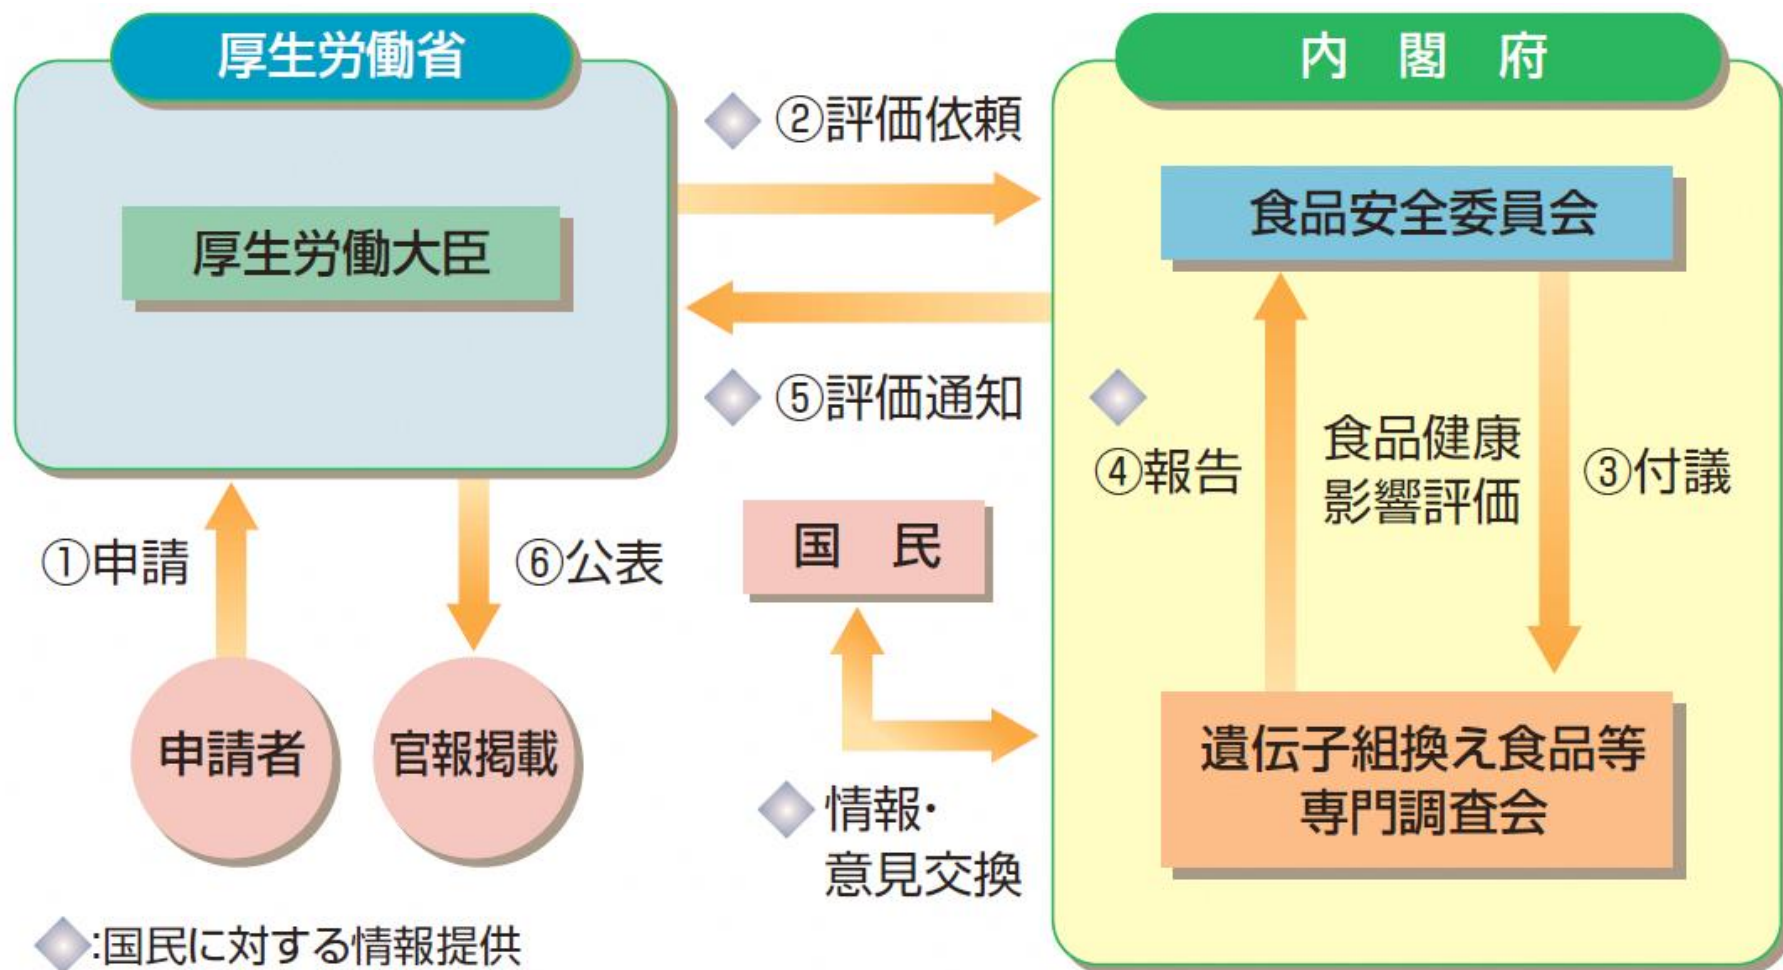 厚生労働省
内　閣　府
②評価依頼
厚生労働大臣
食品安全委員会
⑤評価通知
④報告
食品健康
影響評価
③付議
①申請
⑥公表
国　民
申請者
官報掲載
遺伝子組換え食品等
専門調査会
情報・
意見交換
:国民に対する情報提供